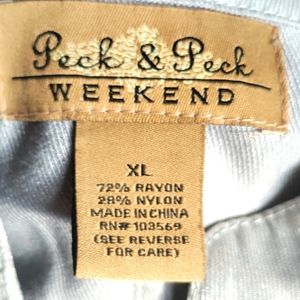 Peck & Peck
WEEKEND
XL
72% RAYON
28% NYLON
MADE IN CHINA
RN# 103569
(SEE REVERSE
FOR CARE)